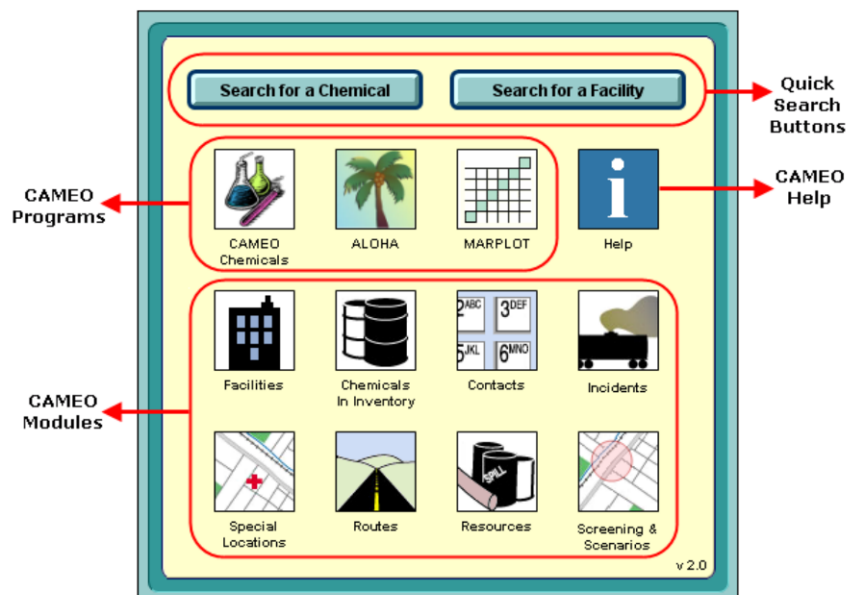 Search for a Chemical
Search for a Facility
Quick
Search
Buttons
CAMEO
Programs
CAMEO
Chemicals
ALOHA
MARPLOT
i
Help
CAMEO
Help
CAMEO
Modules
Facilities
Chemicals
In Inventory
2ABC 3DEF
5JKL 6MNO
Contacts
Incidents
Special
Locations
Routes
SPILL
Resources
Screening &
Scenarios
v 2.0